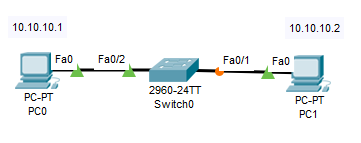 10.10.10.1
10.10.10.2
Fa0 Fa0/2 Fa0/1 Fa0
PC-PT
PC0
2960-24TT
Switch0
PC-PT
PC1